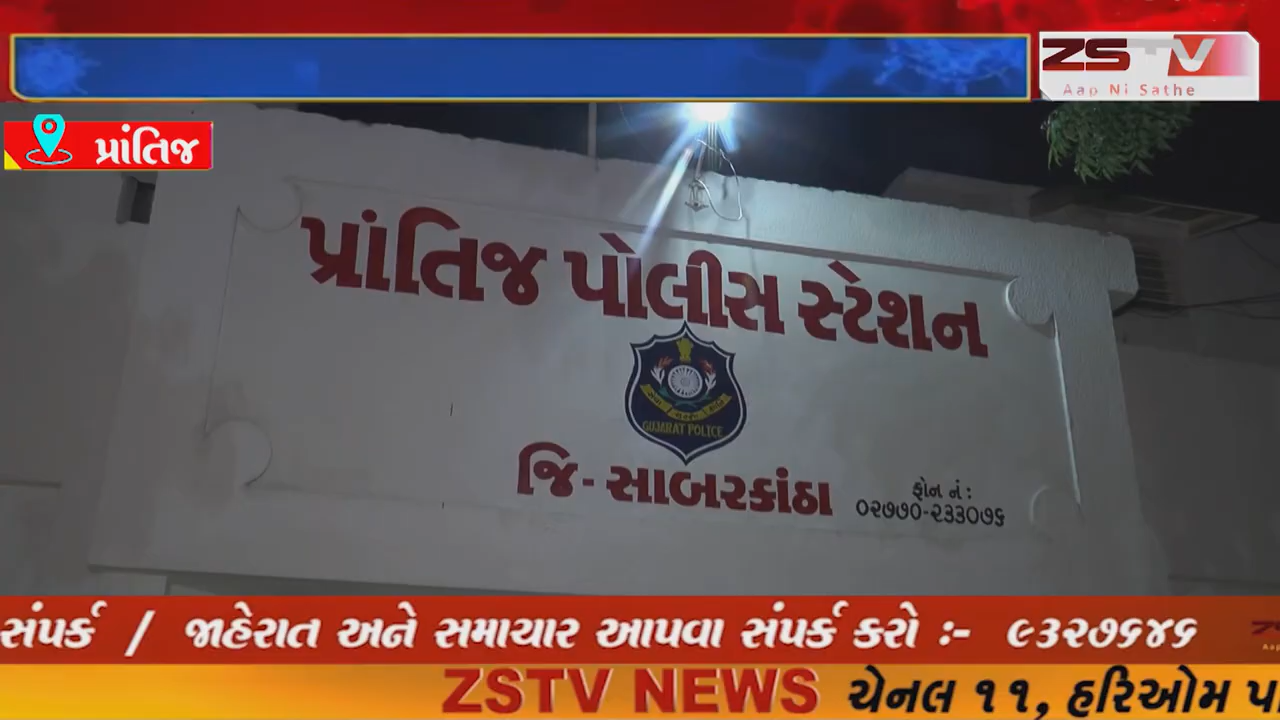 ZSTV
Aap Ni Sathe
પ્રાંતિજ
પ્રાંતિજ પોલીસ સ્ટેશન
GUJARAT POLICE
જિ-સાબરકાંઠા
ફોન નં:
૦૨૭૭૦-૨૩૩૦૭૬
સંપર્ક / જાહેરાત અને સમાચાર આપવા સંપર્ક કરો :- ૯૩૨૭૬૪૬
ZSTV NEWS ચેનલ ૧૧, હરિઓમ પા